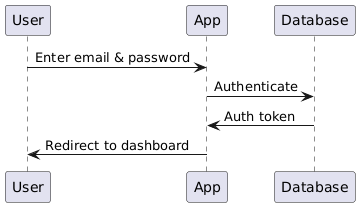 User App Database
Enter email & password
Authenticate
Auth token
Redirect to dashboard
User App Database